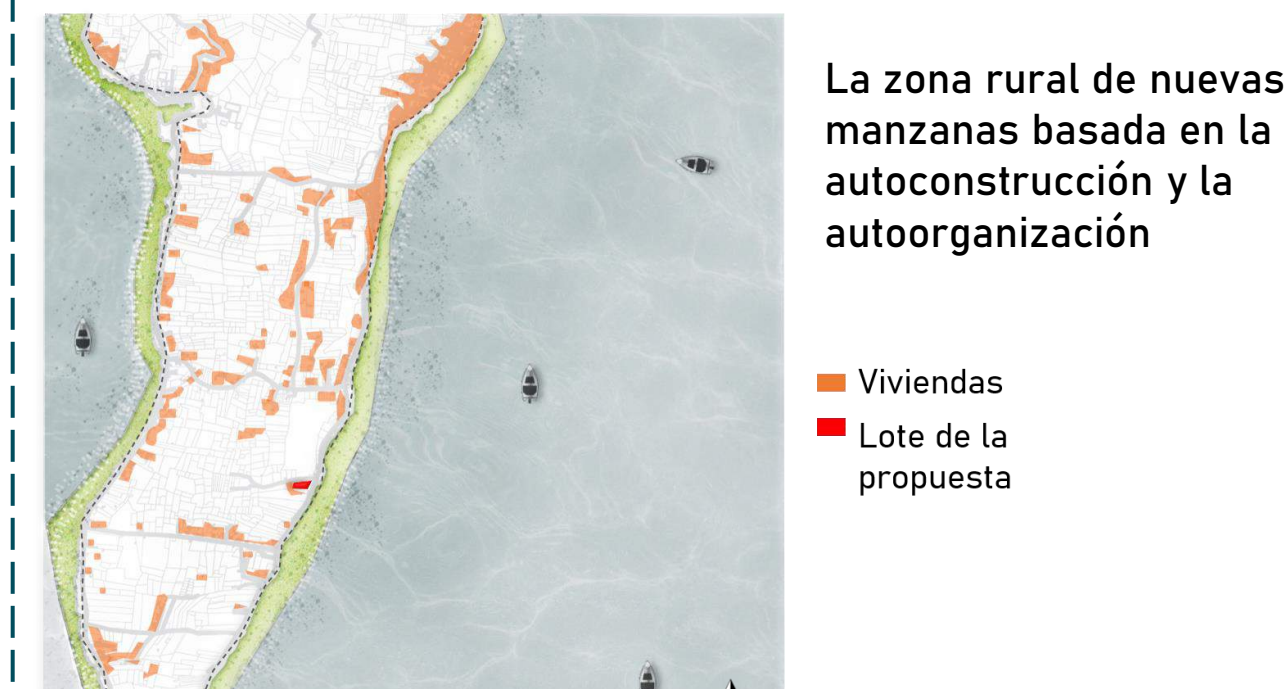 La zona rural de nuevas
manzanas basada en la
autoconstrucción y la
autoorganización
Viviendas
Lote de la
propuesta